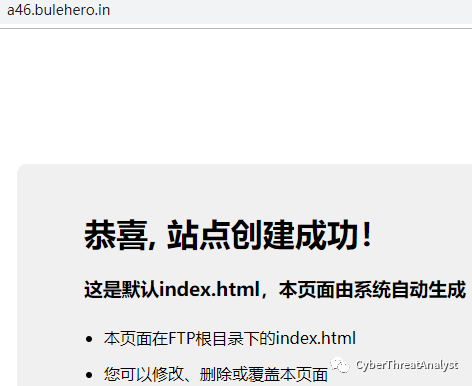 a46.bulehero.in
恭喜, 站点创建成功！
这是默认index.html，本页面由系统自动生成
本页面在FTP根目录下的index.html
您可以修改、删除或覆盖本页面
CyberThreatAnalyst